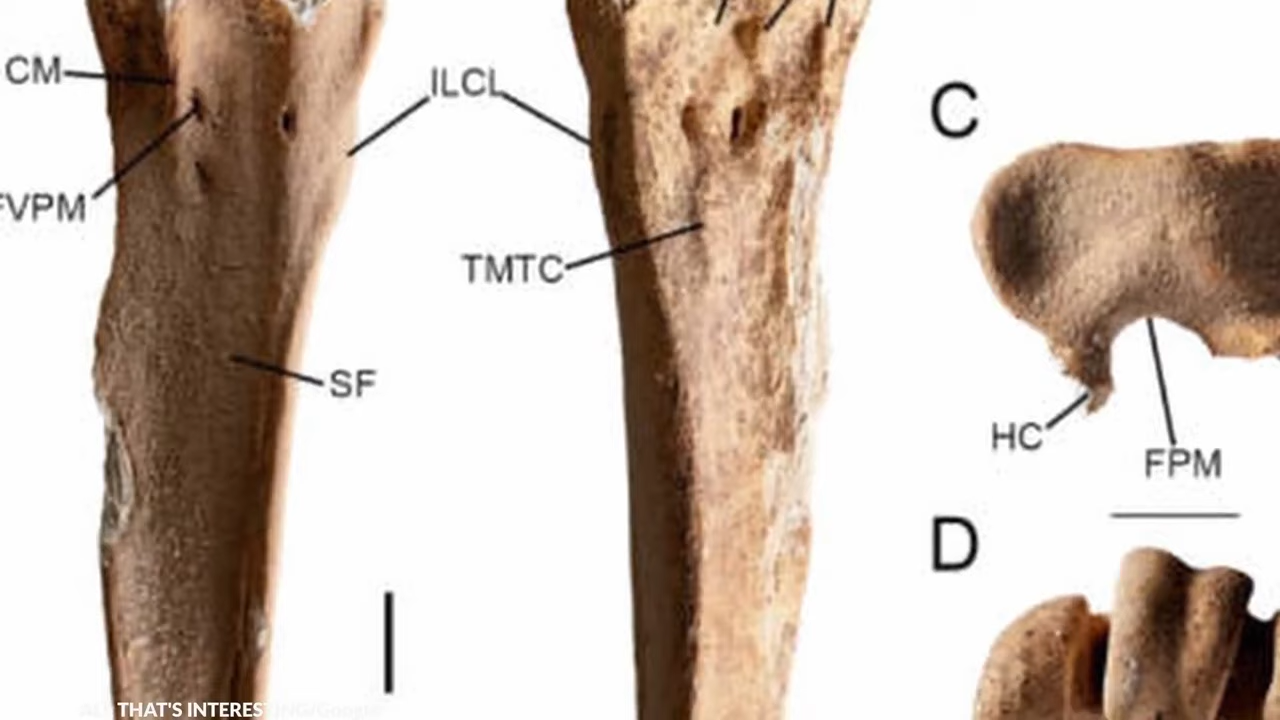 CM
ILCL
C
FVPM
TMTC
SF
HC
FPM
D
THAT'S INTERES